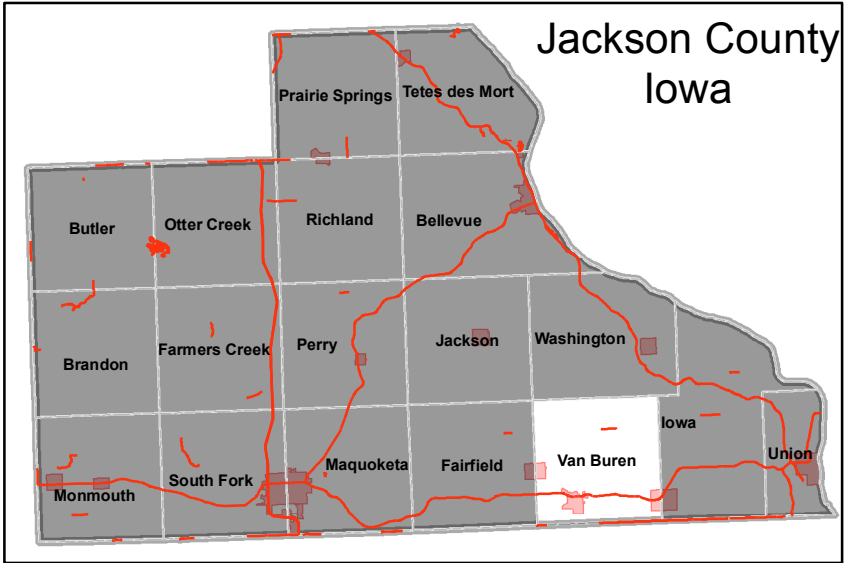 Jackson County
Iowa
Prairie Springs
Tetes des Mort
Butler
Otter Creek
Richland
Bellevue
Brandon
Farmers Creek
Perry
Jackson
Washington
Monmouth
South Fork
Maquoketa
Fairfield
Van Buren
Iowa
Union